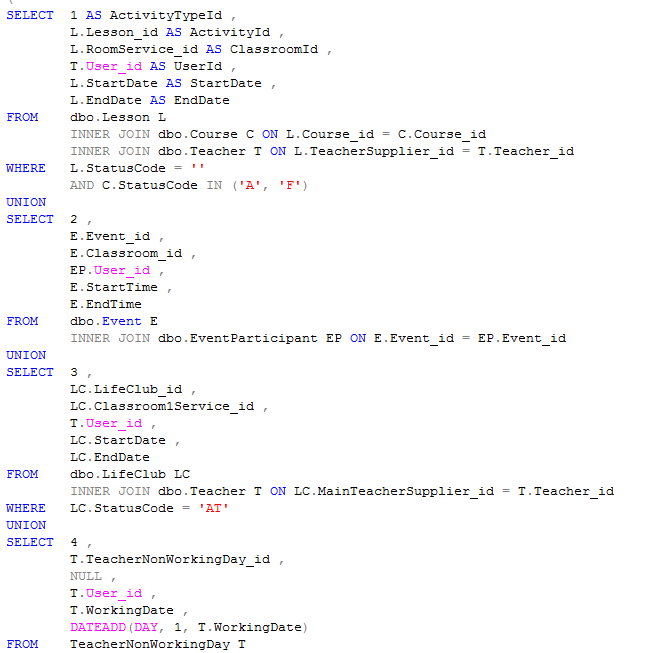 (
SELECT 1 AS ActivityTypeId ,
L.Lesson_id AS ActivityId ,
L.RoomService_id AS ClassroomId ,
T.User_id AS UserId ,
L.StartDate AS StartDate ,
L.EndDate AS EndDate
FROM dbo.Lesson L
INNER JOIN dbo.Course C ON L.Course_id = C.Course_id
INNER JOIN dbo.Teacher T ON L.TeacherSupplier_id = T.Teacher_id
WHERE L.StatusCode = ''
AND C.StatusCode IN ('A', 'F')
UNION
SELECT 2 ,
E.Event_id ,
E.Classroom_id ,
EP.User_id ,
E.StartTime ,
E.EndTime
FROM dbo.Event E
INNER JOIN dbo.EventParticipant EP ON E.Event_id = EP.Event_id
UNION
SELECT 3 ,
LC.LifeClub_id ,
LC.Classroom1Service_id ,
T.User_id ,
LC.StartDate ,
LC.EndDate
FROM dbo.LifeClub LC
INNER JOIN dbo.Teacher T ON LC.MainTeacherSupplier_id = T.Teacher_id
WHERE LC.StatusCode = 'AT'
UNION
SELECT 4 ,
T.TeacherNonWorkingDay_id ,
NULL ,
T.User_id ,
T.WorkingDate ,
DATEADD(DAY, 1, T.WorkingDate)
FROM TeacherNonWorkingDay T